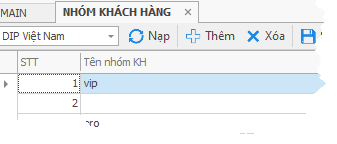 MAIN NHÓM KHÁCH HÀNG ×
DIP Việt Nam Nạp Thêm Xóa
STT Tên nhóm KH
1 vip
2